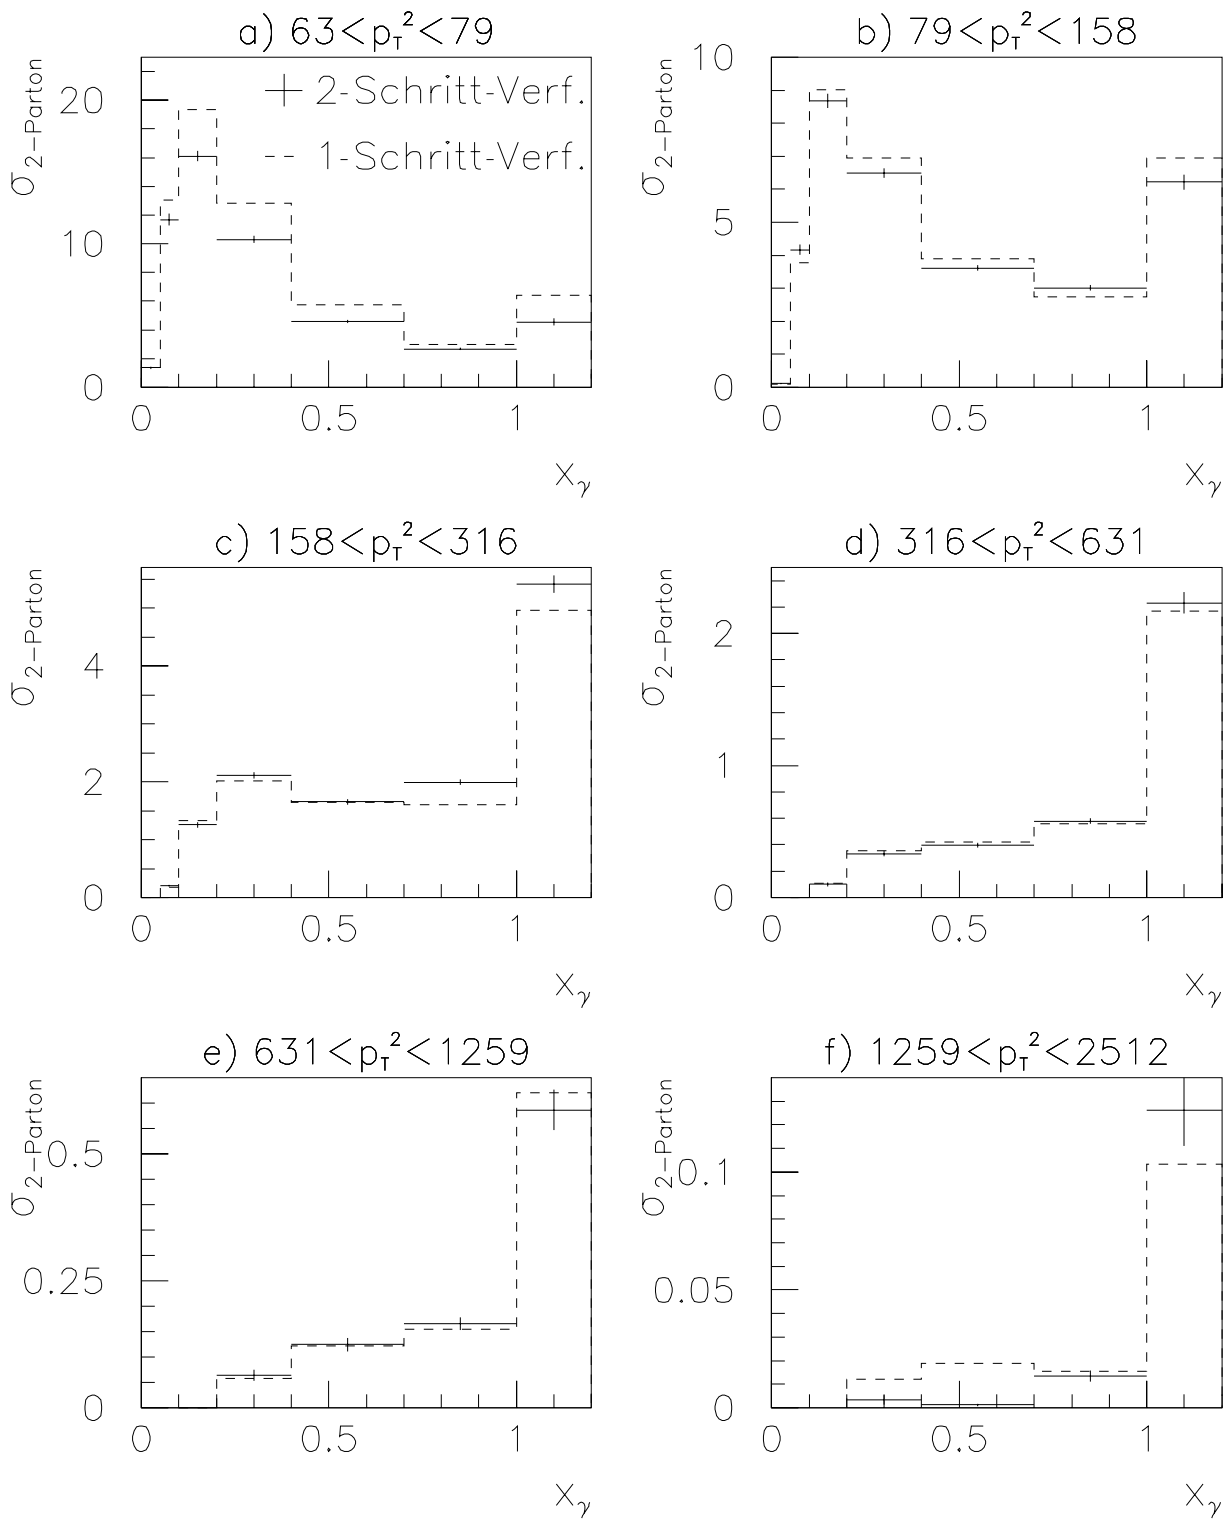 a) 63<p_T^2<79
σ_2-Parton
20
10
0
2-Schritt-Verf.
1-Schritt-Verf.
0 0.5 1
X_γ
b) 79<p_T^2<158
σ_2-Parton
10
5
0
0 0.5 1
X_γ
c) 158<p_T^2<316
σ_2-Parton
4
2
0
0 0.5 1
X_γ
d) 316<p_T^2<631
σ_2-Parton
2
1
0
0 0.5 1
X_γ
e) 631<p_T^2<1259
σ_2-Parton
0.5
0.25
0
0 0.5 1
X_γ
f) 1259<p_T^2<2512
σ_2-Parton
0.1
0.05
0
0 0.5 1
X_γ